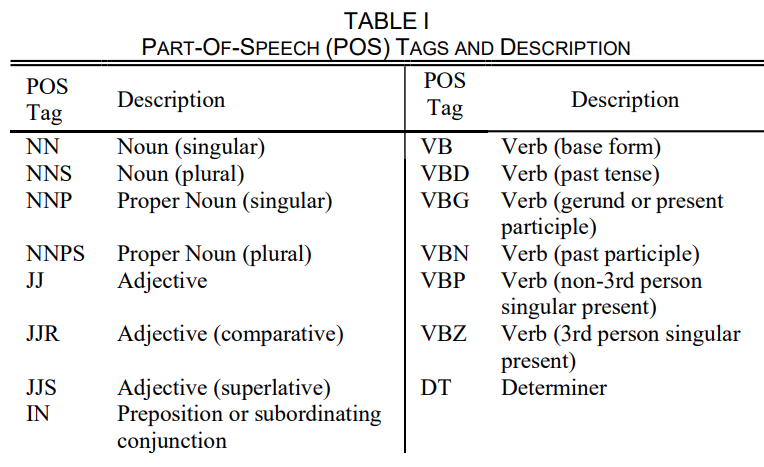 TABLE I
PART-OF-SPEECH (POS) TAGS AND DESCRIPTION
POS Tag Description POS Tag Description
NN Noun (singular) VB Verb (base form)
NNS Noun (plural) VBD Verb (past tense)
NNP Proper Noun (singular) VBG Verb (gerund or present
participle)
NNPS Proper Noun (plural) VBN Verb (past participle)
JJ Adjective VBP Verb (non-3rd person
singular present)
JJR Adjective (comparative) VBZ Verb (3rd person singular
present)
JJS Adjective (superlative) DT Determiner
IN Preposition or subordinating
conjunction